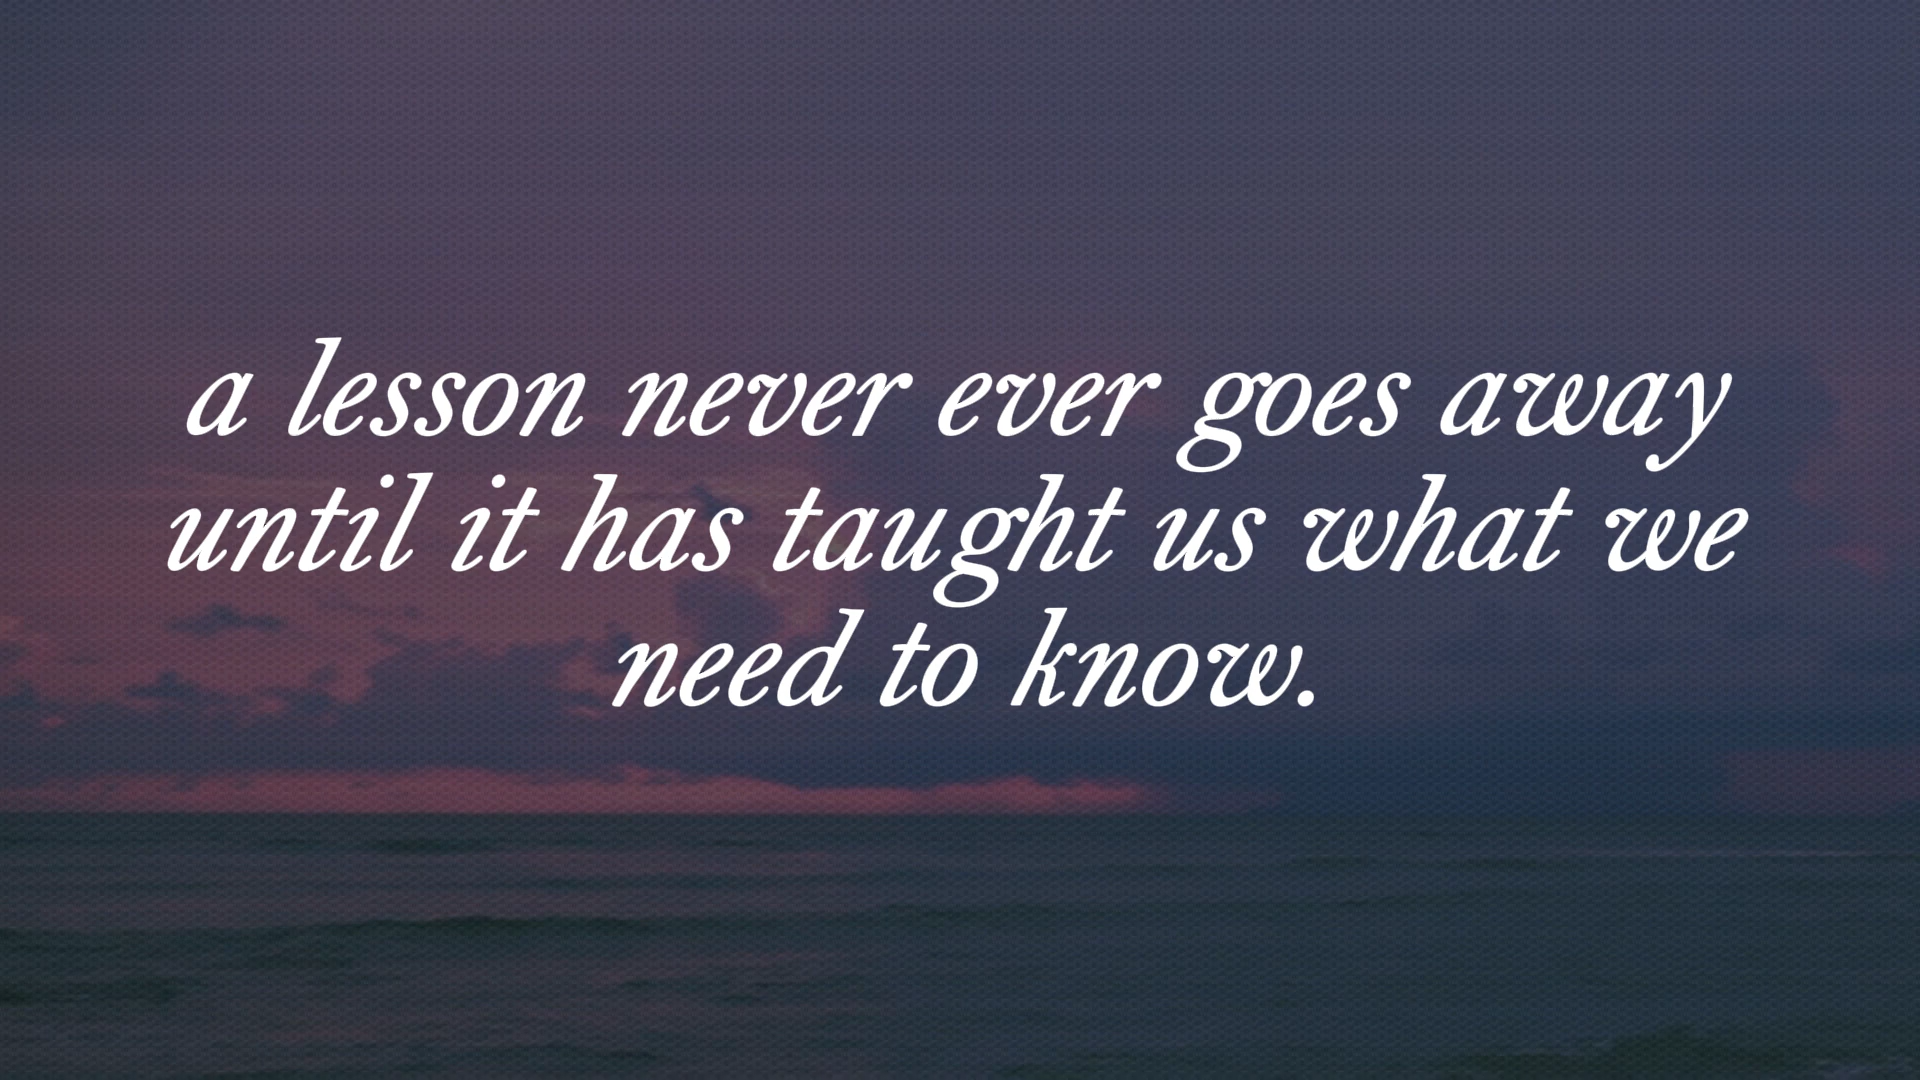 a lesson never ever goes away
until it has taught us what we
need to know.